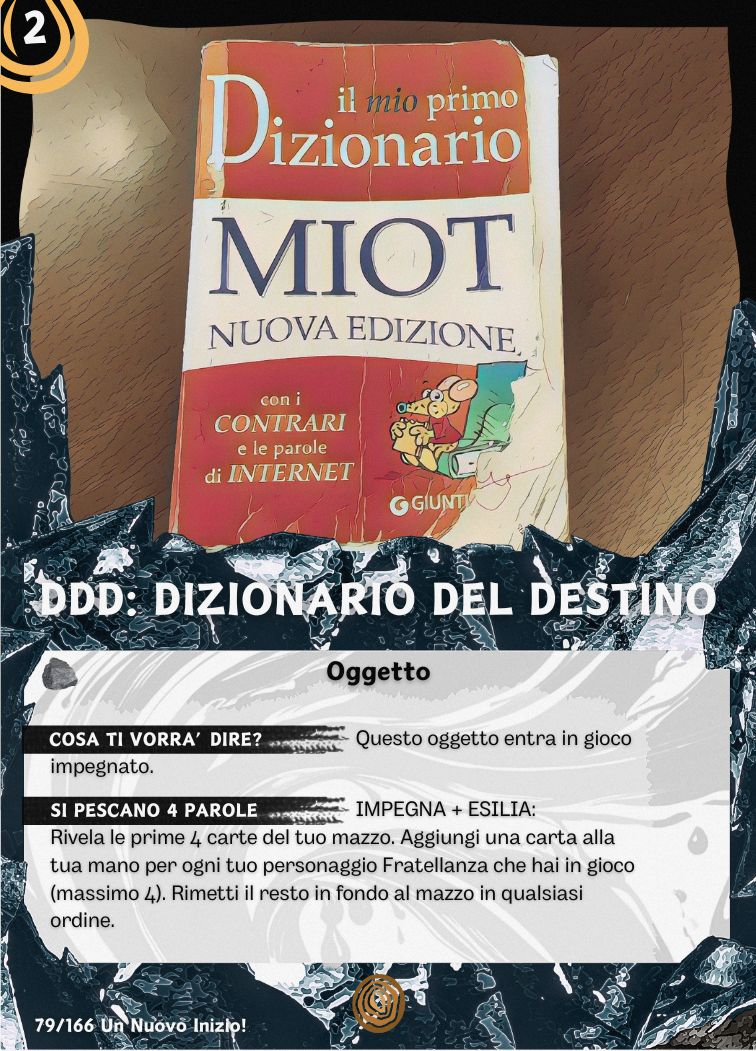 2
il mio primo
Dizionario
MIOT
NUOVA EDIZIONE
con i
CONTRARI
e le parole
di INTERNET
GIUNTI
DDD: DIZIONARIO DEL DESTINO
Oggetto
COSA TI VORRA' DIRE? Questo oggetto entra in gioco
impegnato.
SI PESCANO 4 PAROLE IMPEGNA + ESILIA:
Rivela le prime 4 carte del tuo mazzo. Aggiungi una carta alla
tua mano per ogni tuo personaggio Fratellanza che hai in gioco
(massimo 4). Rimetti il resto in fondo al mazzo in qualsiasi
ordine.
79/166 Un Nuovo Inizio!